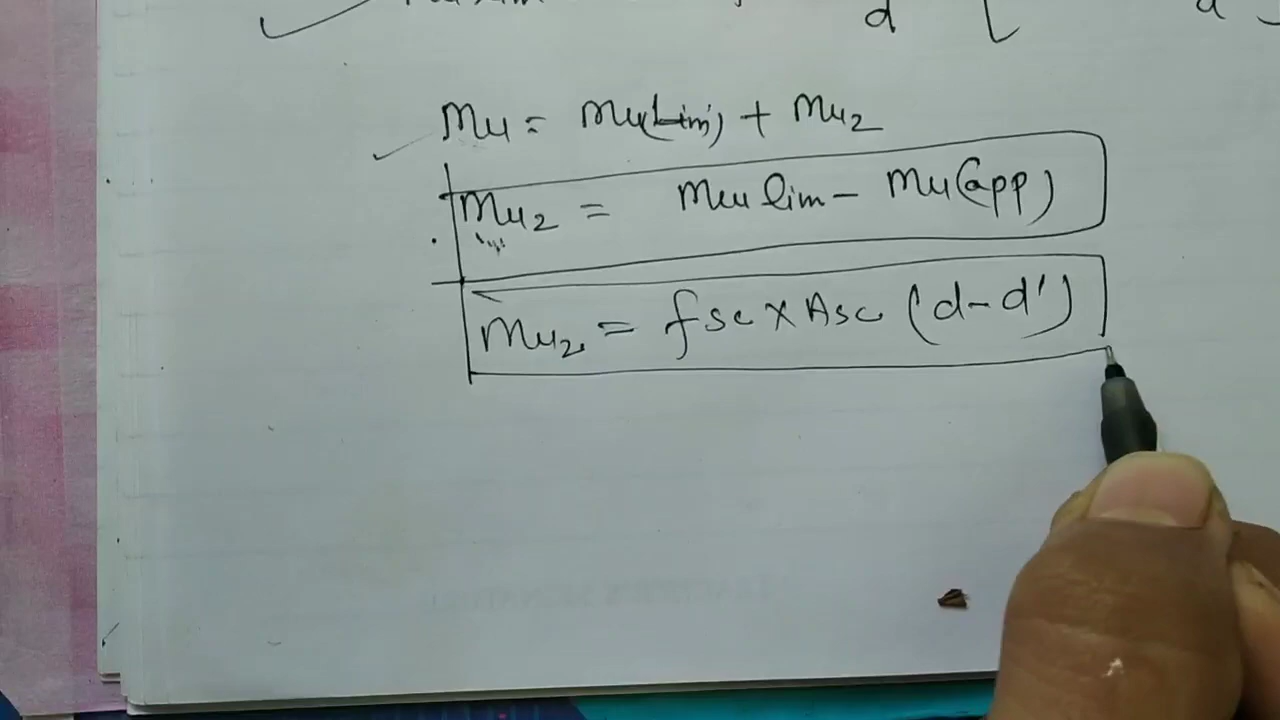 d [ d
Mu = Mu(Lim) + Mu2
Mu2 = Mu lim - Mu(app)
Mu2 = fsc x Asc (d-d')